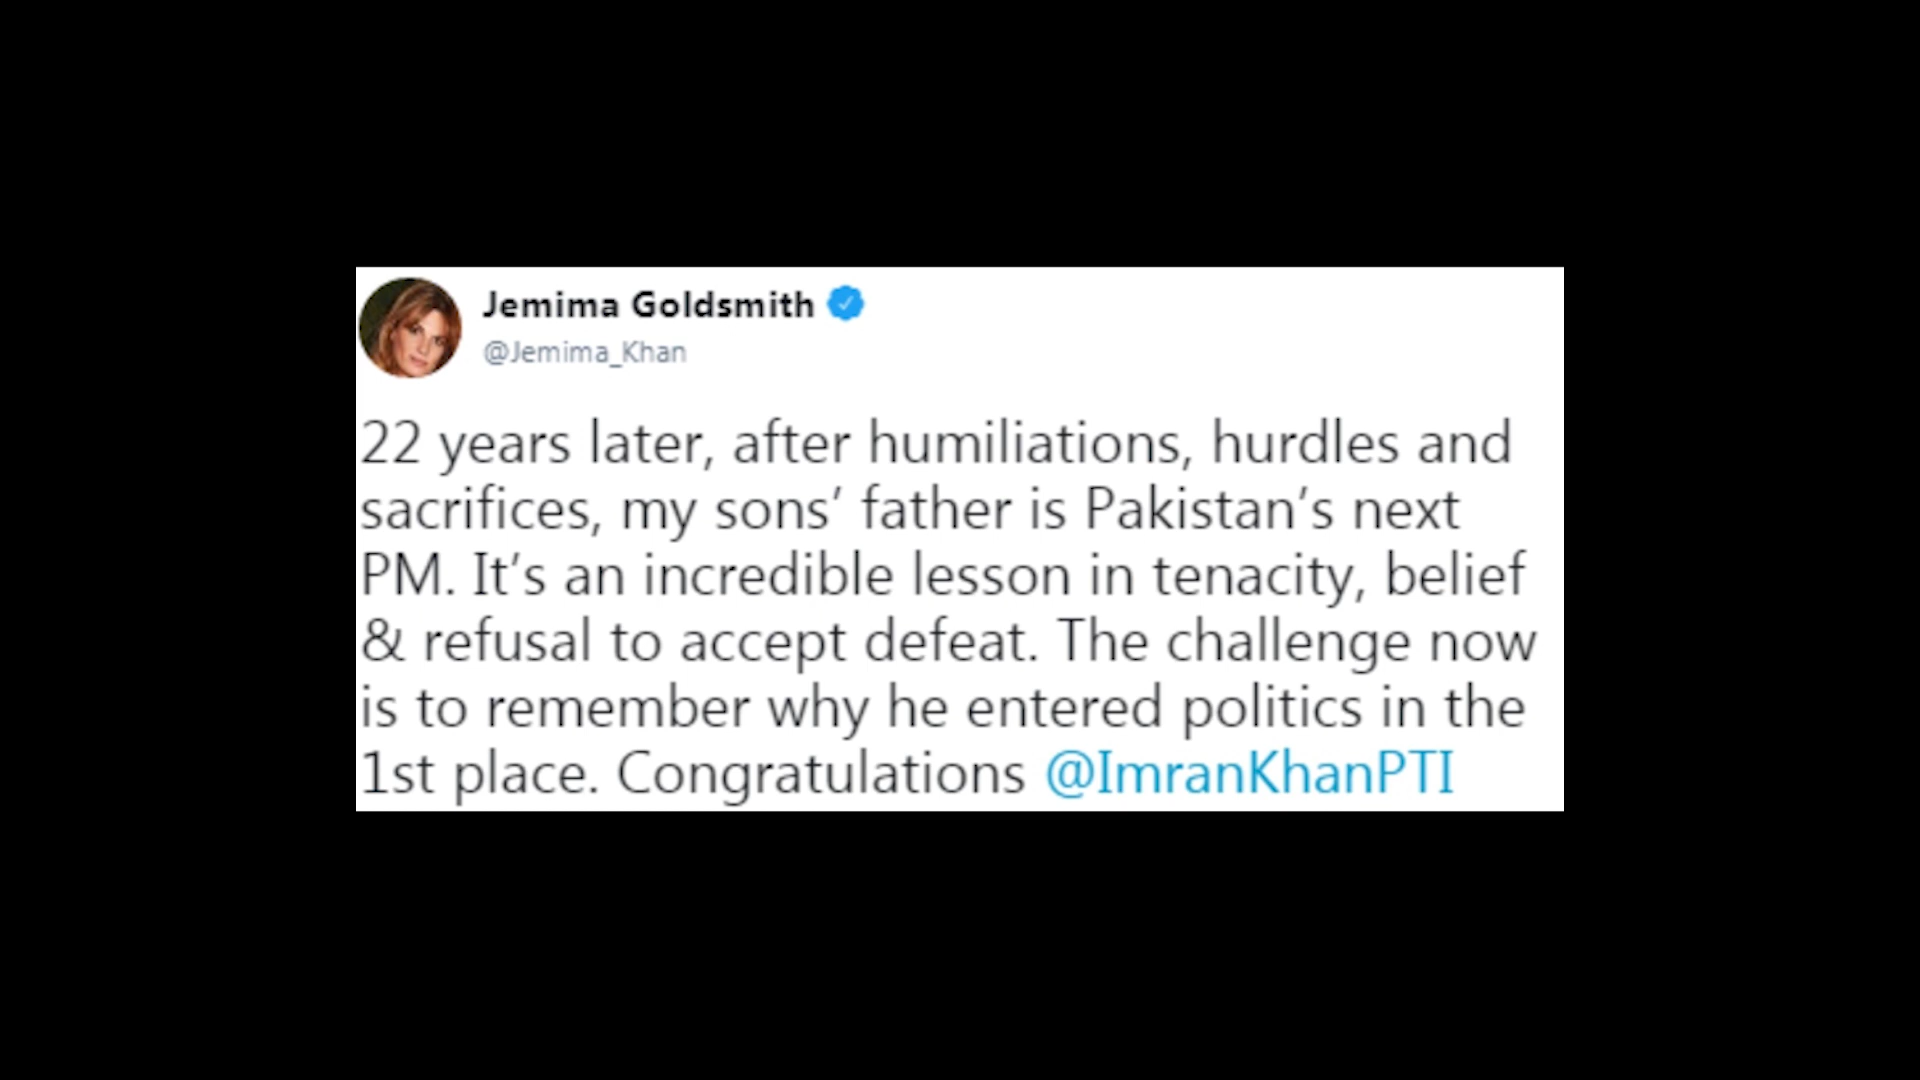 Jemima Goldsmith
@Jemima_Khan
22 years later, after humiliations, hurdles and
sacrifices, my sons’ father is Pakistan’s next
PM. It’s an incredible lesson in tenacity, belief
& refusal to accept defeat. The challenge now
is to remember why he entered politics in the
1st place. Congratulations @ImranKhanPTI